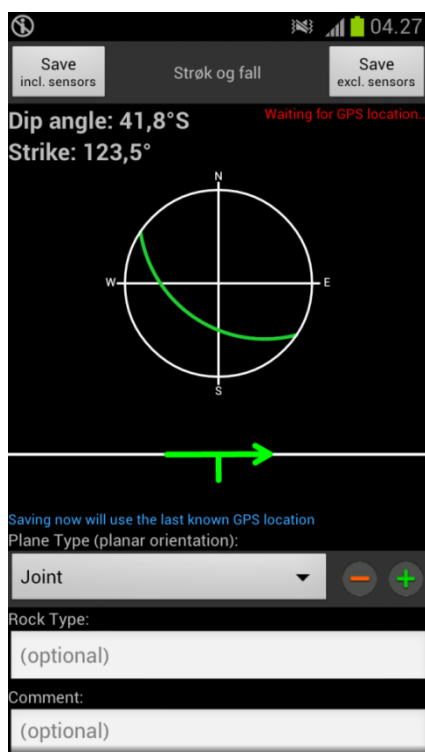 04.27
Save
incl. sensors
Strøk og fall
Save
excl. sensors
Dip angle: 41,8°S
Waiting for GPS location..
Strike: 123,5°
N
W
E
S
Saving now will use the last known GPS location
Plane Type (planar orientation):
Joint
Rock Type:
(optional)
Comment:
(optional)